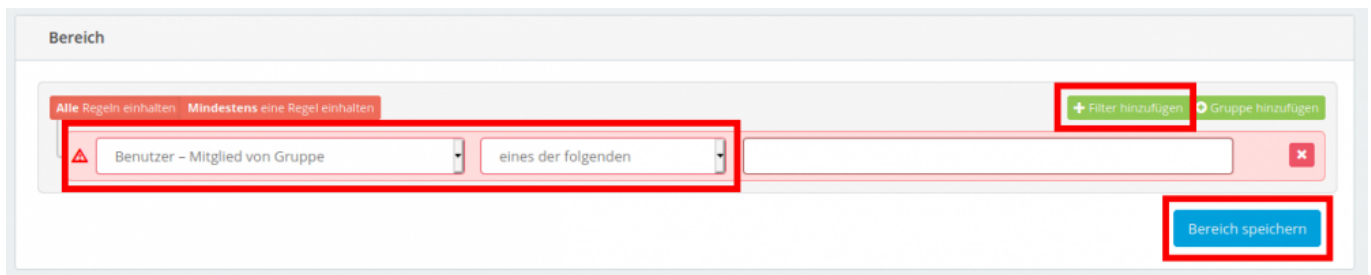 Bereich
Alle Regeln einhalten Mindestens eine Regel einhalten
Filter hinzufügen Gruppe hinzufügen
Benutzer – Mitglied von Gruppe eines der folgenden
Bereich speichern